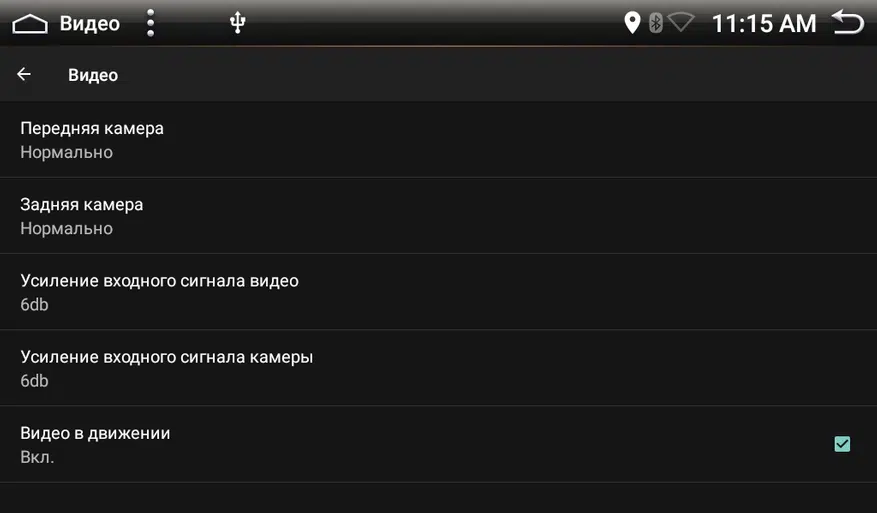 Видео 11:15 AM
Видео
Передняя камера
Нормально
Задняя камера
Нормально
Усиление входного сигнала видео
6db
Усиление входного сигнала камеры
6db
Видео в движении
Вкл.